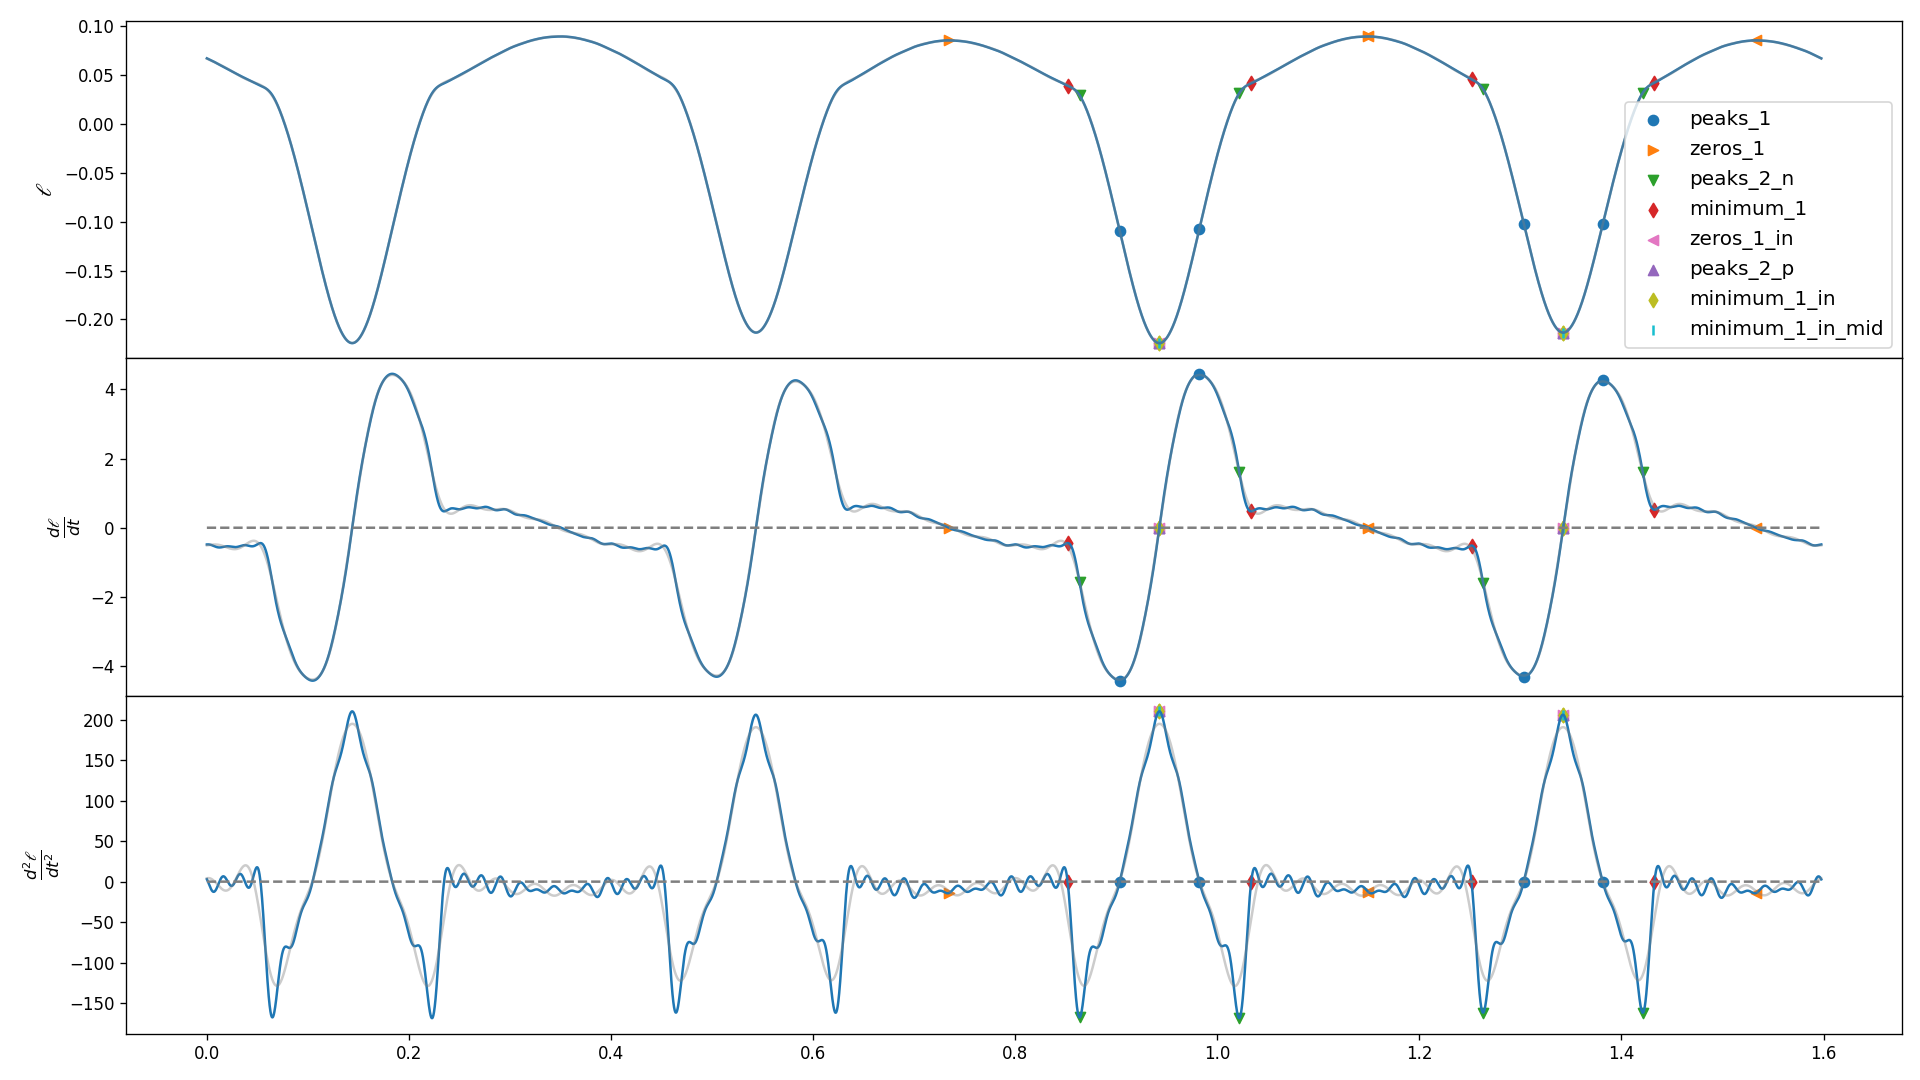 0.10
0.05
0.00
−0.05
−0.10
−0.15
−0.20
ℓ
peaks_1
zeros_1
peaks_2_n
minimum_1
zeros_1_in
peaks_2_p
minimum_1_in
minimum_1_in_mid
4
2
0
−2
−4
dℓ
dt
200
150
100
50
0
−50
−100
−150
d²ℓ
dt²
0.0 0.2 0.4 0.6 0.8 1.0 1.2 1.4 1.6